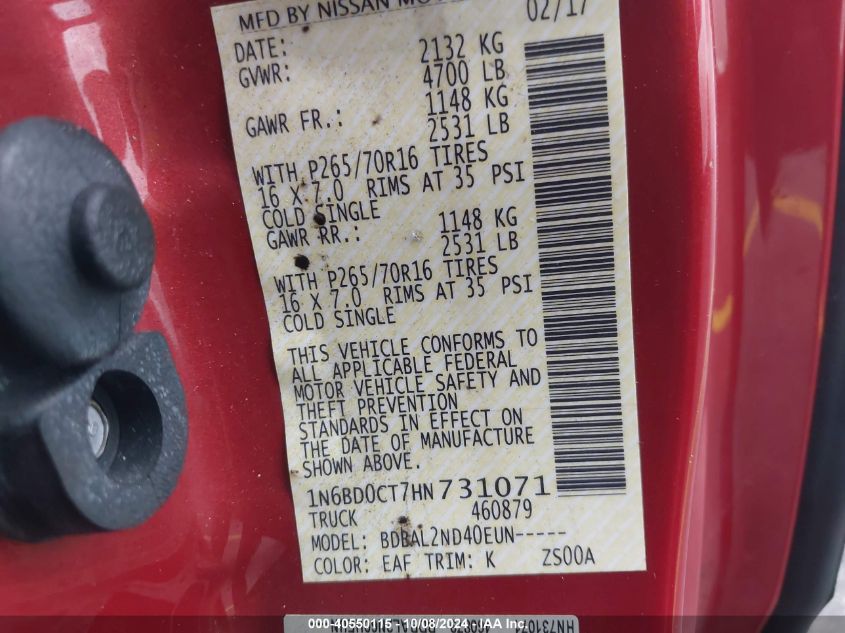 MFD BY NISSAN MO
DATE: 02/17
GVWR: 2132 KG
4700 LB
GAWR FR.: 1148 KG
2531 LB
WITH P265/70R16 TIRES
16 X 7.0 RIMS AT 35 PSI
COLD SINGLE
GAWR RR.: 1148 KG
2531 LB
WITH P265/70R16 TIRES
16 X 7.0 RIMS AT 35 PSI
COLD SINGLE
THIS VEHICLE CONFORMS TO
ALL APPLICABLE FEDERAL
MOTOR VEHICLE SAFETY AND
THEFT PREVENTION
STANDARDS IN EFFECT ON
THE DATE OF MANUFACTURE
SHOWN ABOVE.
1N6BD0CT7HN731071
TRUCK 460879
MODEL: BDBAL2ND40EUN-----
COLOR: EAF TRIM: K ZS00A
000-40550115 - 10/08/2024 - IAA Inc.
HN731071